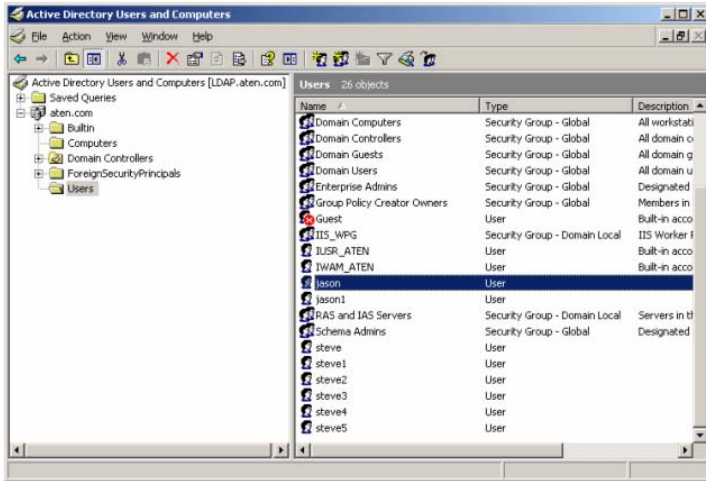 Active Directory Users and Computers
File Action View Window Help
Active Directory Users and Computers [LDAP.aten.com]
Saved Queries
aten.com
Builtin
Computers
Domain Controllers
ForeignSecurityPrincipals
Users
Users 26 objects
Name Type Description
Domain Computers Security Group - Global All workstati
Domain Controllers Security Group - Global All domain c
Domain Guests Security Group - Global All domain g
Domain Users Security Group - Global All domain u
Enterprise Admins Security Group - Global Designated
Group Policy Creator Owners Security Group - Global Members in
Guest User Built-in acco
IIS_WPG Security Group - Domain Local IIS Worker
IUSR_ATEN User Built-in acco
IWAM_ATEN User Built-in acco
jason User
jason1 User
RAS and IAS Servers Security Group - Domain Local Servers in th
Schema Admins Security Group - Global Designated
steve User
steve1 User
steve2 User
steve3 User
steve4 User
steve5 User